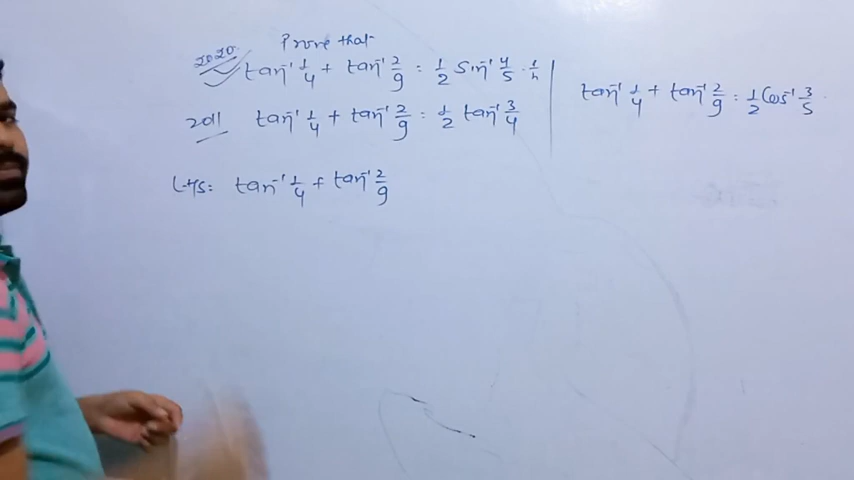 Prove that
2020 tan⁻¹ 1/4 + tan⁻¹ 2/9 = 1/2 Sin⁻¹ 4/5 ·
2011 tan⁻¹ 1/4 + tan⁻¹ 2/9 = 1/2 tan⁻¹ 3/4
LHS: tan⁻¹ 1/4 + tan⁻¹ 2/9
tan⁻¹ 1/4 + tan⁻¹ 2/9 = 1/2 Cos⁻¹ 3/5